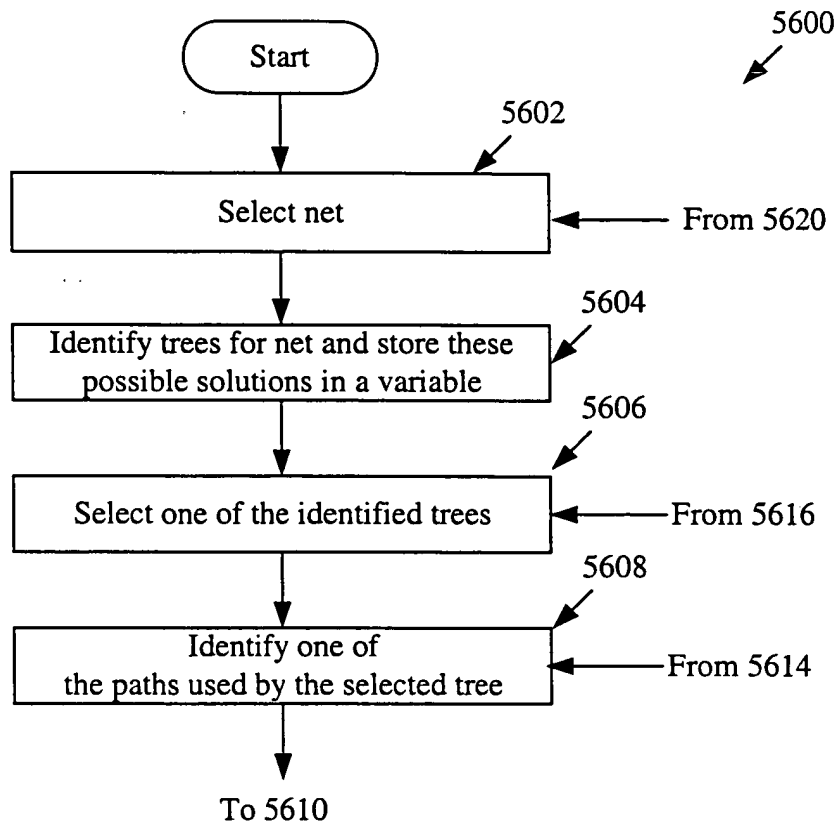 5600
Start
5602
Select net
From 5620
5604
Identify trees for net and store these
possible solutions in a variable
5606
Select one of the identified trees
From 5616
5608
Identify one of
the paths used by the selected tree
From 5614
To 5610